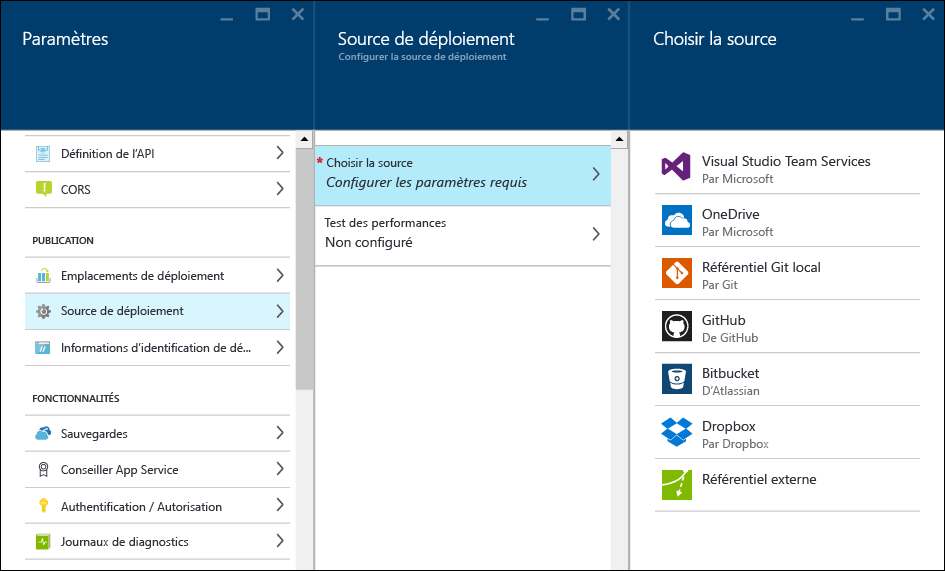 Paramètres
Définition de l'API
CORS
PUBLICATION
Emplacements de déploiement
Source de déploiement
Informations d'identification de dé...
FONCTIONNALITÉS
Sauvegardes
Conseiller App Service
Authentification / Autorisation
Journaux de diagnostics
Source de déploiement
Configurer la source de déploiement
* Choisir la source
Configurer les paramètres requis
Test des performances
Non configuré
Choisir la source
Visual Studio Team Services
Par Microsoft
OneDrive
Par Microsoft
Référentiel Git local
Par Git
GitHub
De GitHub
Bitbucket
D'Atlassian
Dropbox
Par Dropbox
Référentiel externe